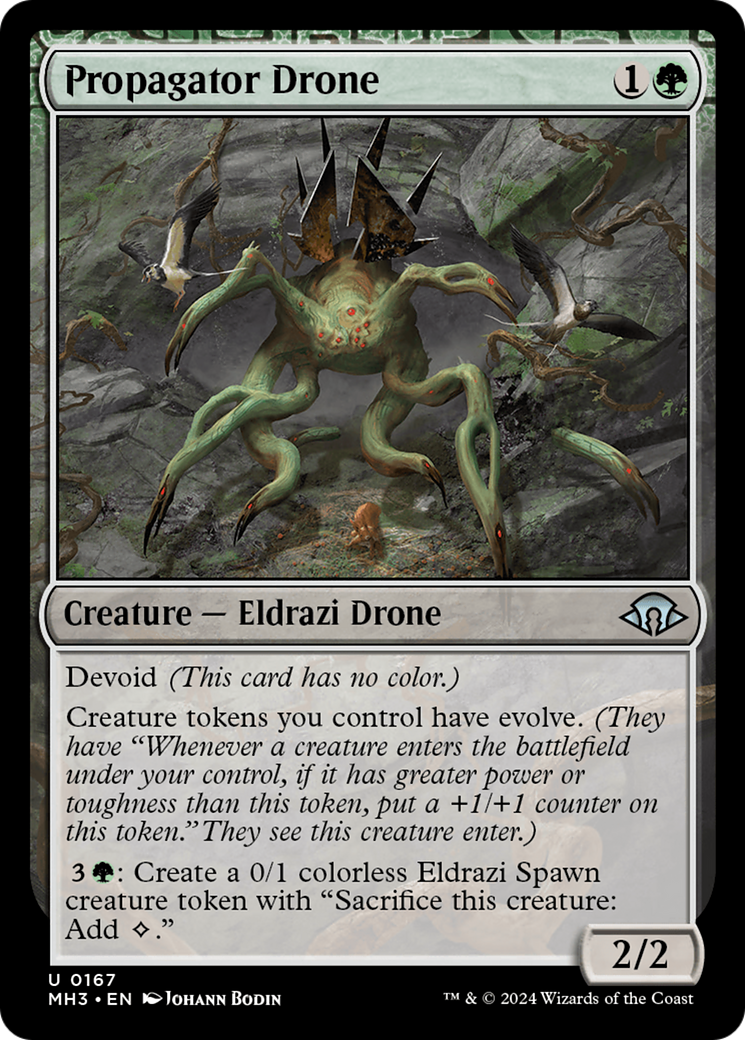 Propagator Drone 1
Creature — Eldrazi Drone
Devoid (This card has no color.)
Creature tokens you control have evolve. (They
have “Whenever a creature enters the battlefield
under your control, if it has greater power or
toughness than this token, put a +1/+1 counter on
this token.” They see this creature enter.)
3: Create a 0/1 colorless Eldrazi Spawn
creature token with “Sacrifice this creature:
Add .”
2/2
U 0167
MH3 • EN Johann Bodin
™ & © 2024 Wizards of the Coast